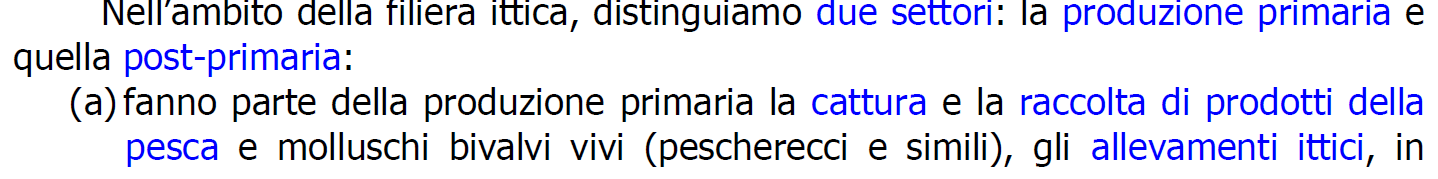 Nell’ambito della filiera ittica, distinguiamo due settori: la produzione primaria e
quella post-primaria:
(a) fanno parte della produzione primaria la cattura e la raccolta di prodotti della
pesca e molluschi bivalvi vivi (pescherecci e simili), gli allevamenti ittici, in